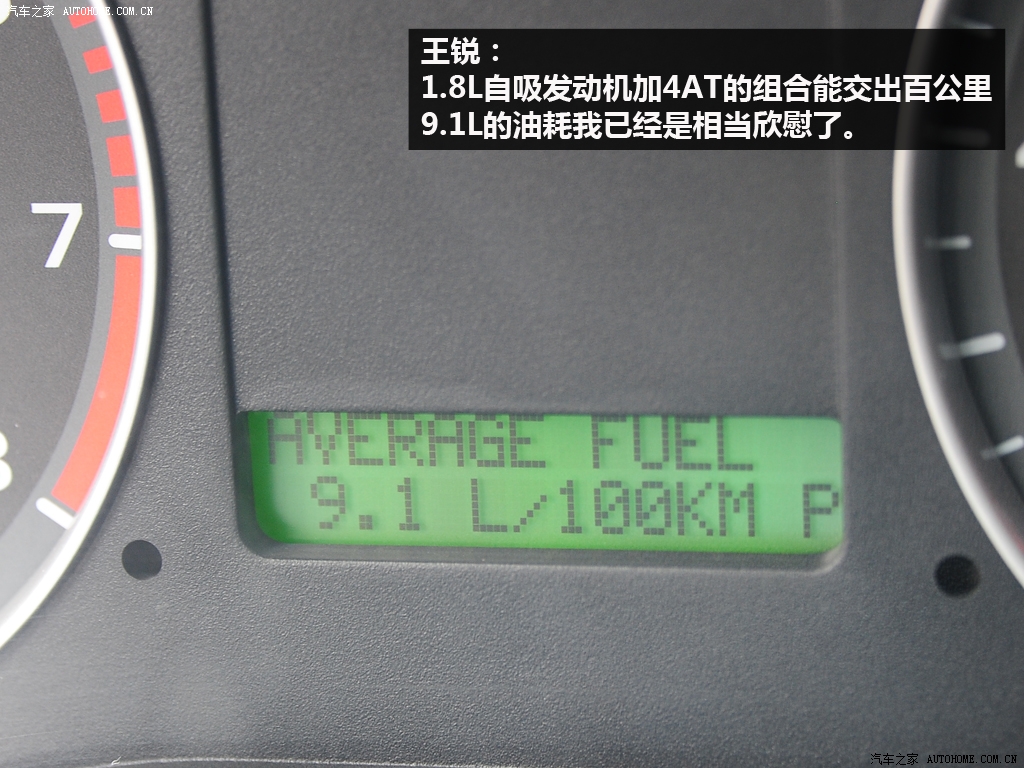 汽车之家 AUTOHOME.COM.CN
王锐：
1.8L自吸发动机加4AT的组合能交出百公里
9.1L的油耗我已经是相当欣慰了。
7
AVERAGE FUEL
9.1 L/100KM P
8
汽车之家 AUTOHOME.COM.CN